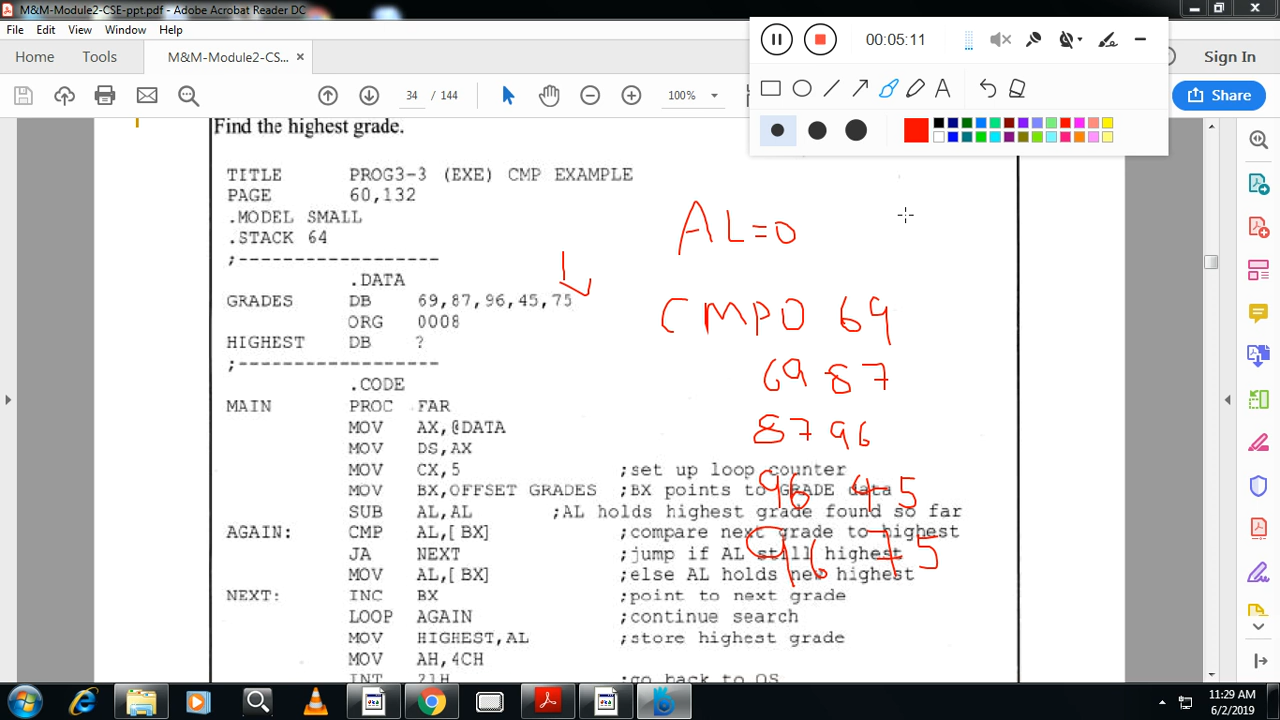 M&M-Module2-CSE-ppt.pdf - Adobe Acrobat Reader DC
File Edit View Window Help
Home Tools M&M-Module2-CS... × 00:05:11 Sign In
34 / 144 100% Share
A
Find the highest grade.
TITLE PROG3-3 (EXE) CMP EXAMPLE
PAGE 60,132
.MODEL SMALL
.STACK 64
AL=0
;------------------
.DATA
GRADES DB 69,87,96,45,75
CMP 0 69
ORG 0008
HIGHEST DB ?
;------------------
69 87
.CODE
MAIN PROC FAR
MOV AX,@DATA
87 96
MOV DS,AX
MOV CX,5 ;set up loop counter
MOV BX,OFFSET GRADES ;BX points to GRADE data
96 45
SUB AL,AL ;AL holds highest grade found so far
AGAIN: CMP AL,[BX] ;compare next grade to highest
JA NEXT ;jump if AL still highest
96 75
MOV AL,[BX] ;else AL holds new highest
NEXT: INC BX ;point to next grade
LOOP AGAIN ;continue search
MOV HIGHEST,AL ;store highest grade
MOV AH,4CH
INT 21H ;go back to OS
11:29 AM
6/2/2019